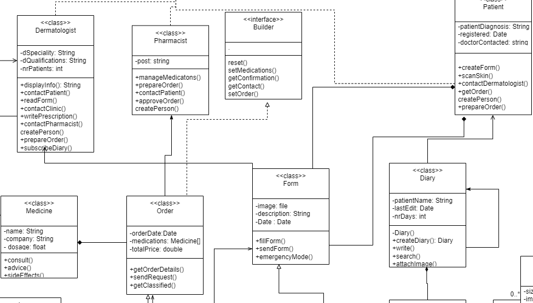 <<class>>
Dermatologist
-dSpeciality: String
-dQualifications: String
-nrPatients: int
+displayInfo(): String
+contactPatient()
+readForm()
+contactClinic()
+writePrescription()
+contactPharmacist()
createPerson()
+prepareOrder()
+subscribeDiary()
<<class>>
Pharmacist
-post: string
+manageMedicatons()
+prepareOrder()
+contactPatient()
+approveOrder()
createPerson()
<<interface>>
Builder
reset()
setMedications()
getConfirmation()
getContact()
setOrder()
Patient
-patientDiagnosis: String
-registered: Date
-doctorContacted: string
+createForm()
+scanSkin()
+contactDermatologist()
+getOrder()
createPerson()
+prepareOrder()
<<class>>
Medicine
-name: String
-company: String
- dosage: float
+consult()
+advice()
+sideEffects()
<<class>>
Order
-orderDate:Date
-medications: Medicine[]
-totalPrice: double
+getOrderDetails()
+sendRequest()
+getClassified()
<<class>>
Form
-image: file
-description: String
-Date : Date
+fillForm()
+sendForm()
+emergencyMode()
<<class>>
Diary
-patientName: String
-lastEdit: Date
-nrDays: int
-Diary()
+createDiary(): Diary
+write()
+search()
+attachImage()
0..*
-siz
-im